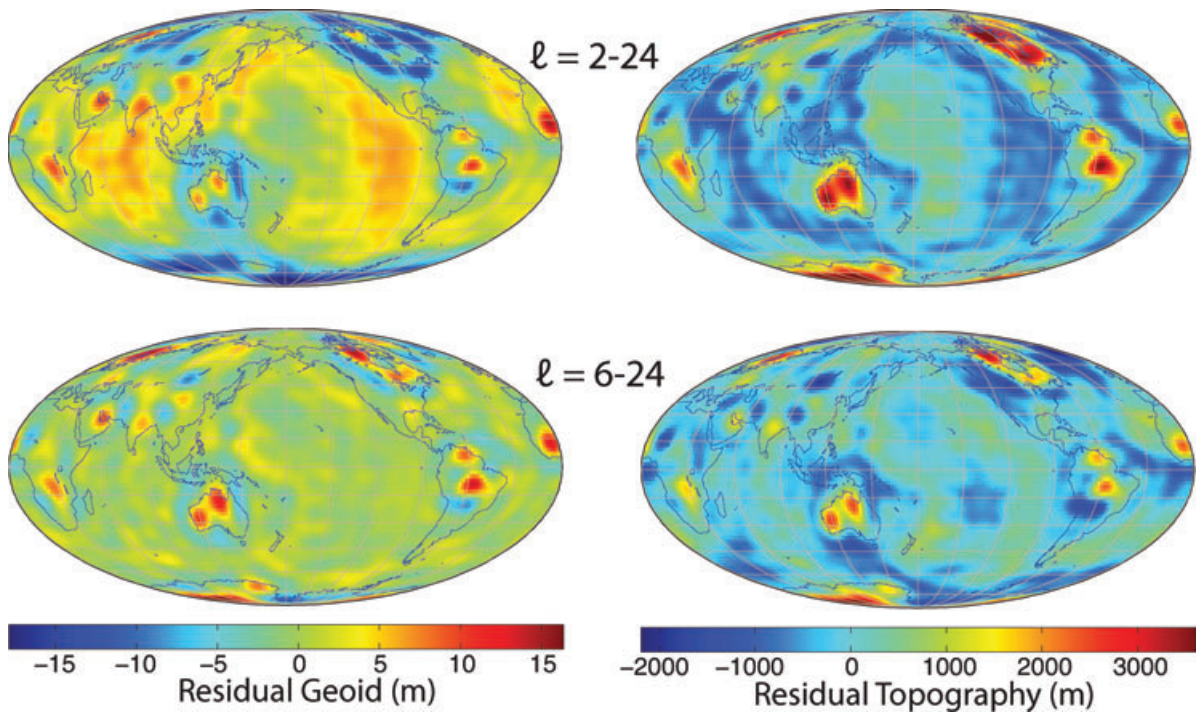 ℓ = 2-24
ℓ = 6-24
−15 −10 −5 0 5 10 15
Residual Geoid (m)
−2000 −1000 0 1000 2000 3000
Residual Topography (m)